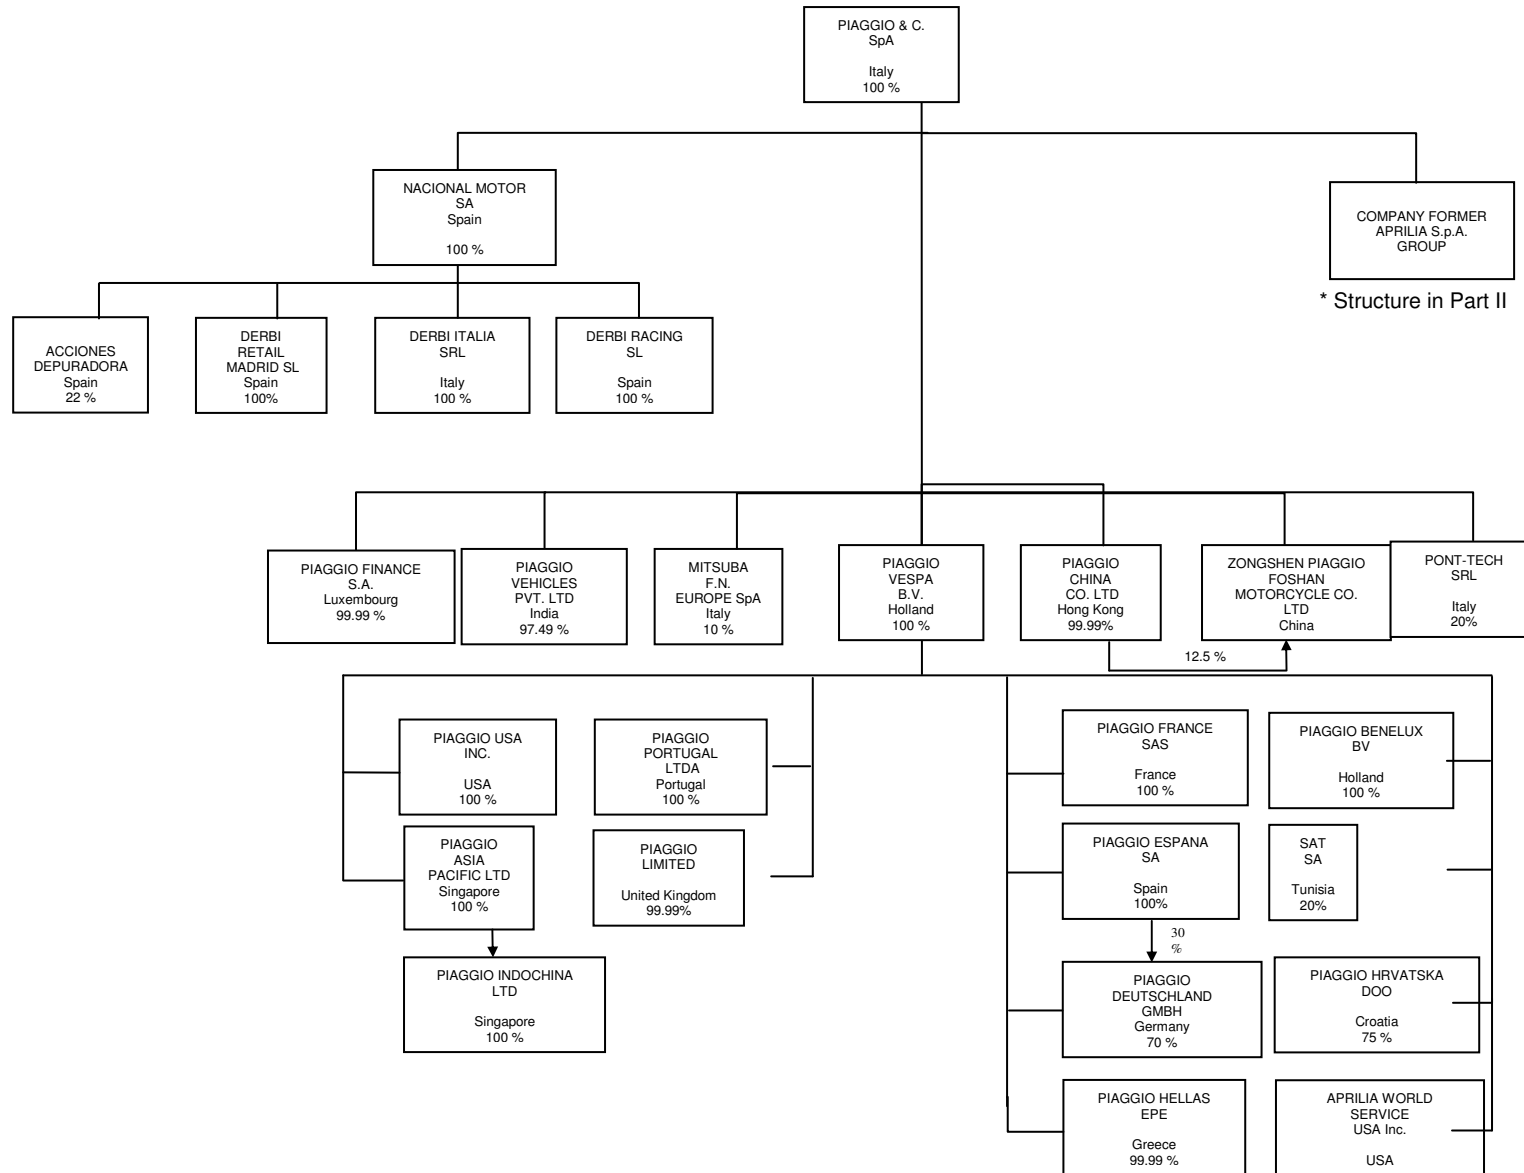 PIAGGIO & C.
SpA
Italy
100 %
NACIONAL MOTOR
SA
Spain
100 %
COMPANY FORMER
APRILIA S.p.A.
GROUP
* Structure in Part II
ACCIONES
DEPURADORA
Spain
22 %
DERBI
RETAIL
MADRID SL
Spain
100%
DERBI ITALIA
SRL
Italy
100 %
DERBI RACING
SL
Spain
100 %
PIAGGIO FINANCE
S.A.
Luxembourg
99.99 %
PIAGGIO
VEHICLES
PVT. LTD
India
97.49 %
MITSUBA
F.N.
EUROPE SpA
Italy
10 %
PIAGGIO
VESPA
B.V.
Holland
100 %
PIAGGIO
CHINA
CO. LTD
Hong Kong
99.99%
ZONGSHEN PIAGGIO
FOSHAN
MOTORCYCLE CO.
LTD
China
PONT-TECH
SRL
Italy
20%
12.5 %
PIAGGIO USA
INC.
USA
100 %
PIAGGIO
PORTUGAL
LTDA
Portugal
100 %
PIAGGIO FRANCE
SAS
France
100 %
PIAGGIO BENELUX
BV
Holland
100 %
PIAGGIO
ASIA
PACIFIC LTD
Singapore
100 %
PIAGGIO
LIMITED
United Kingdom
99.99%
PIAGGIO ESPANA
SA
Spain
100%
SAT
SA
Tunisia
20%
30
%
PIAGGIO INDOCHINA
LTD
Singapore
100 %
PIAGGIO
DEUTSCHLAND
GMBH
Germany
70 %
PIAGGIO HRVATSKA
DOO
Croatia
75 %
PIAGGIO HELLAS
EPE
Greece
99.99 %
APRILIA WORLD
SERVICE
USA Inc.
USA